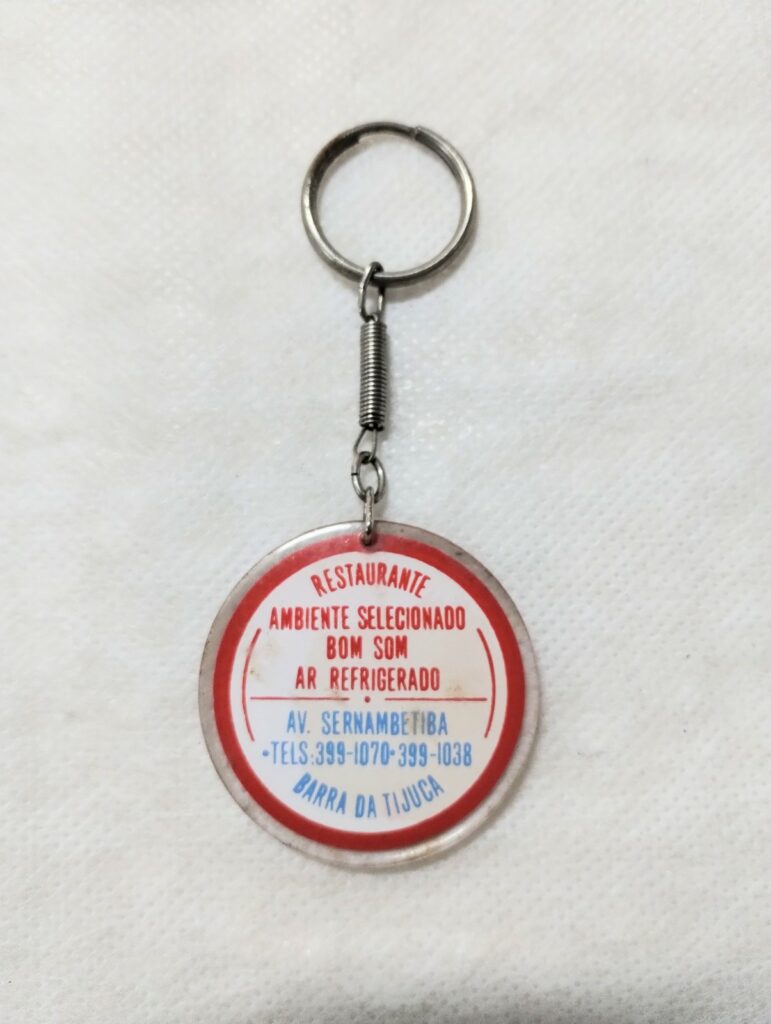 RESTAURANTE
AMBIENTE SELECIONADO
BOM SOM
AR REFRIGERADO
AV. SERNAMBETIBA
•TELS:399-1070•399-1038
BARRA DA TIJUCA